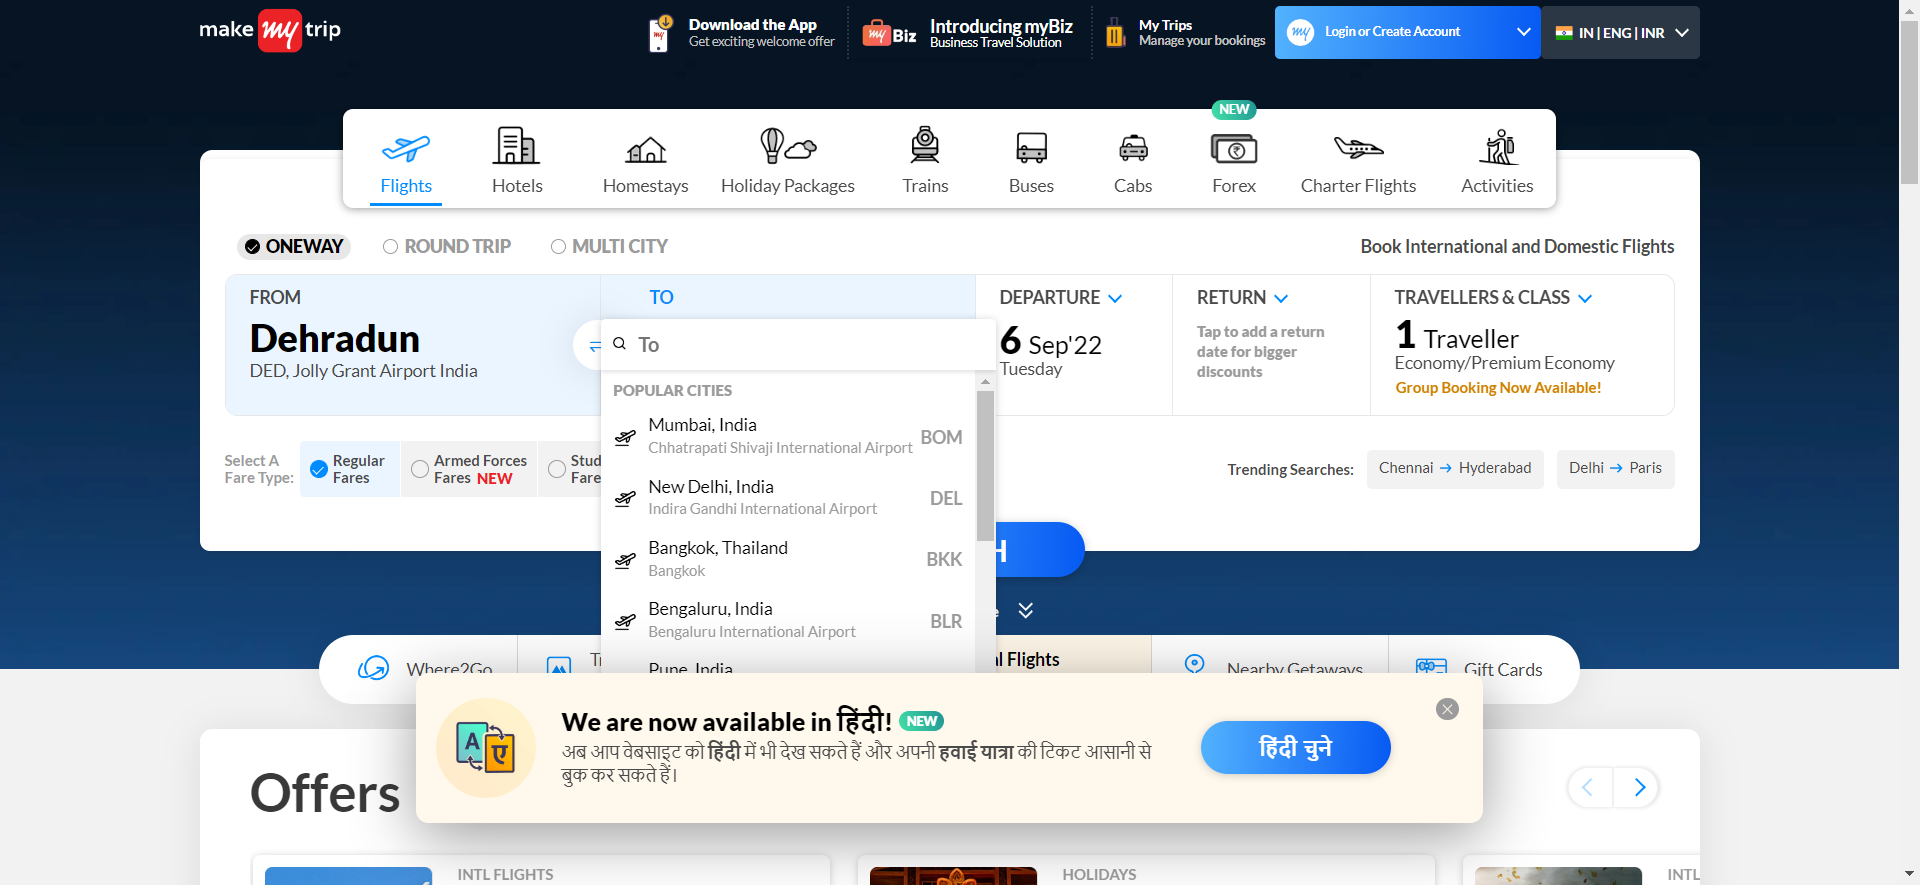 make my trip
Download the App
Get exciting welcome offer
my Biz
Introducing myBiz
Business Travel Solution
My Trips
Manage your bookings
my
Login or Create Account
IN | ENG | INR
NEW
Flights
Hotels
Homestays
Holiday Packages
Trains
Buses
Cabs
Forex
Charter Flights
Activities
ONEWAY
ROUND TRIP
MULTI CITY
Book International and Domestic Flights
FROM
Dehradun
DED, Jolly Grant Airport India
TO
To
POPULAR CITIES
Mumbai, India
Chhatrapati Shivaji International Airport
BOM
New Delhi, India
Indira Gandhi International Airport
DEL
Bangkok, Thailand
Bangkok
BKK
Bengaluru, India
Bengaluru International Airport
BLR
Pune, India
DEPARTURE
6 Sep'22
Tuesday
RETURN
Tap to add a return
date for bigger
discounts
TRAVELLERS & CLASS
1 Traveller
Economy/Premium Economy
Group Booking Now Available!
Select A
Fare Type:
Regular
Fares
Armed Forces
Fares NEW
Stud
Fare
Trending Searches:
Chennai → Hyderabad
Delhi → Paris
H
Where2Go
l Flights
Nearby Getaways
Gift Cards
We are now available in हिंदी! NEW
अब आप वेबसाइट को हिंदी में भी देख सकते हैं और अपनी हवाई यात्रा की टिकट आसानी से
बुक कर सकते हैं।
हिंदी चुने
Offers
INTL FLIGHTS
HOLIDAYS
INTL